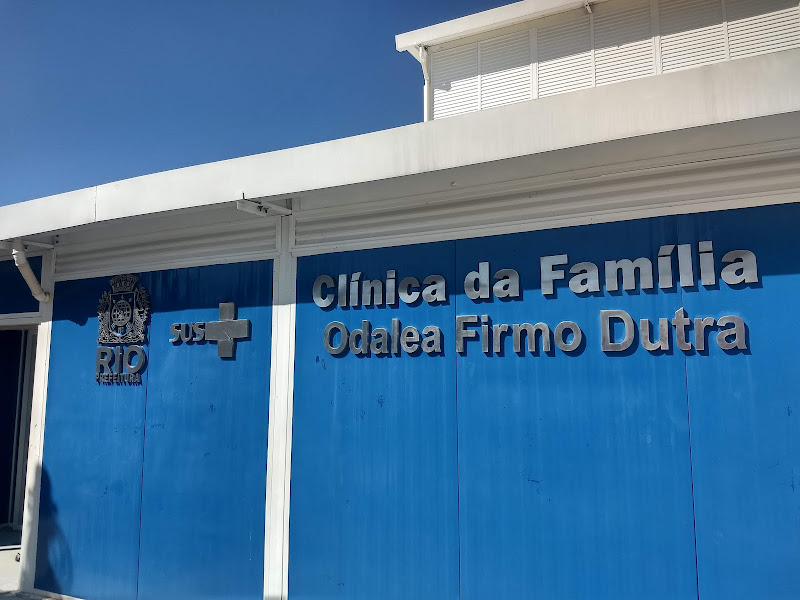 RIO
PREFEITURA
SUS
Clínica da Família
Odalea Firmo Dutra